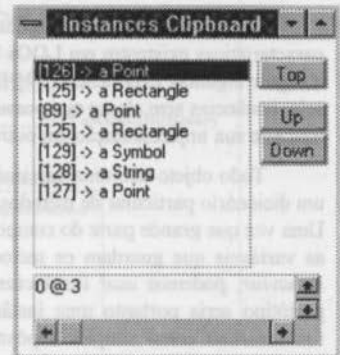 Instances Clipboard
[126] -> a Point
[125] -> a Rectangle
[89] -> a Point
[125] -> a Rectangle
[129] -> a Symbol
[128] -> a String
[127] -> a Point
Top
Up
Down
0 @ 3